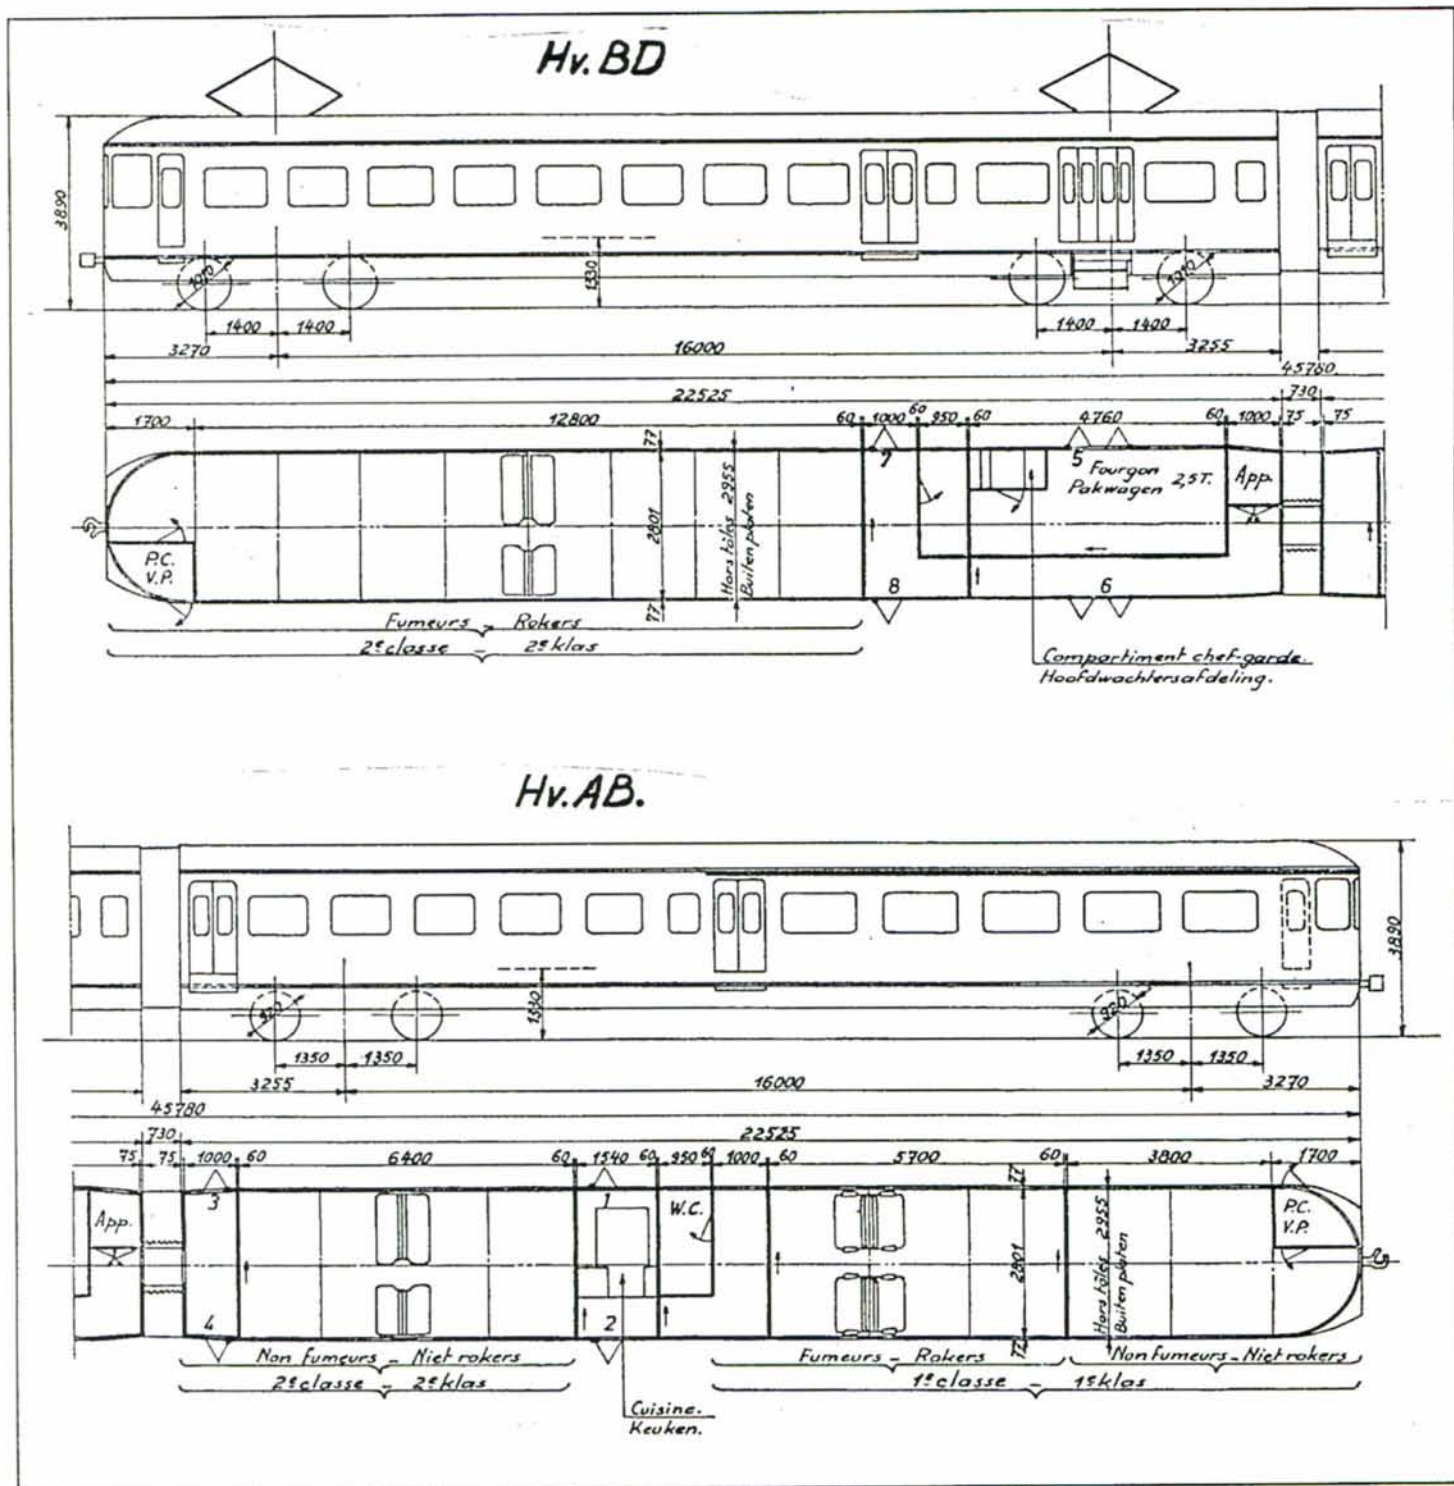 Hv. BD
3890
1010
1330
1010
1400 1400 1400 1400
3270 16000 3255
45780
22525 730
1700 12800 60 1000 60 950 60 4760 60 1000 75 75
77
7 5 Fourgon
Pakwagen 2,5T. App.
2801
Hors tôles 2955
Buitenplaten
P.C.
V.P.
8 6
77
Fumeurs - Rokers
2e classe - 2e klas
Compartiment chef-garde.
Hoofdwachtersafdeling.
Hv. AB.
3890
920
1330
920
1350 1350 1350 1350
3255 16000 3270
45780
730 22525
75 75 1000 60 6400 60 1540 60 950 60 1000 60 5700 60 3800 1700
77
3 1 W.C. P.C.
V.P.
App.
2801
Hors tôles 2955
Buitenplaten
4 2
77
Non Fumeurs - Niet rokers Fumeurs - Rokers Non fumeurs - Niet rokers
2e classe - 2e klas 1e classe - 1e klas
Cuisine.
Keuken.